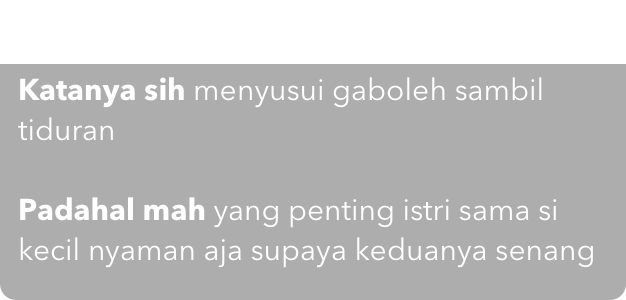 Katanya sih menyusui gaboleh sambil
tiduran
Padahal mah yang penting istri sama si
kecil nyaman aja supaya keduanya senang